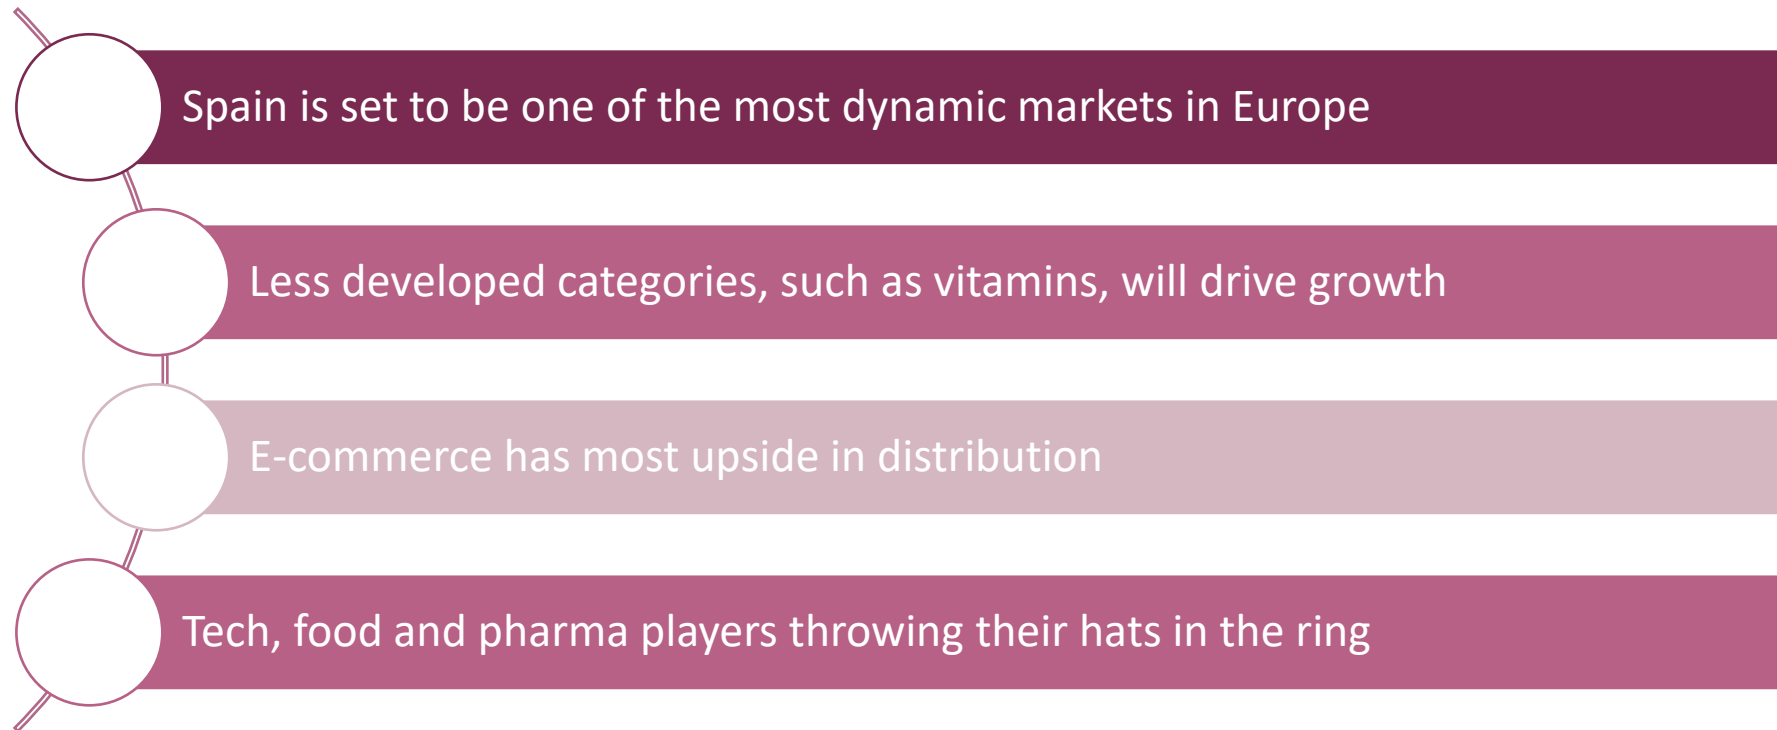 Spain is set to be one of the most dynamic markets in Europe
Less developed categories, such as vitamins, will drive growth
E-commerce has most upside in distribution
Tech, food and pharma players throwing their hats in the ring